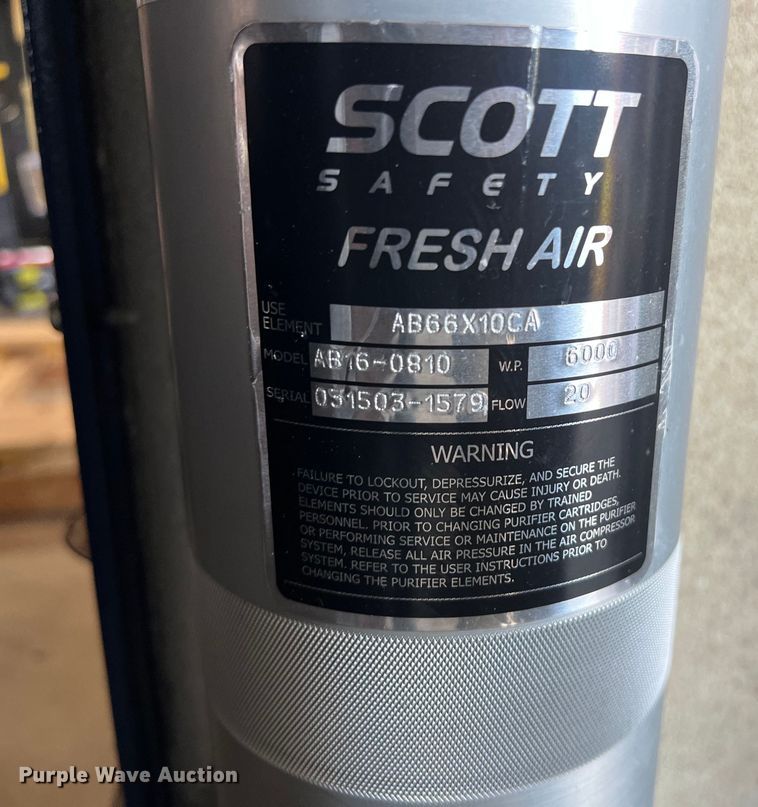 SCOTT
SAFETY
FRESH AIR
USE ELEMENT AB66X10CA
MODEL AB16-0810 W.P. 6000
SERIAL 031503-1579 FLOW 20
WARNING
FAILURE TO LOCKOUT, DEPRESSURIZE, AND SECURE THE
DEVICE PRIOR TO SERVICE MAY CAUSE INJURY OR DEATH.
ELEMENTS SHOULD ONLY BE CHANGED BY TRAINED
PERSONNEL. PRIOR TO CHANGING PURIFIER CARTRIDGES,
OR PERFORMING SERVICE OR MAINTENANCE ON THE PURIFIER
SYSTEM, RELEASE ALL AIR PRESSURE IN THE AIR COMPRESSOR
SYSTEM. REFER TO THE USER INSTRUCTIONS PRIOR TO
CHANGING THE PURIFIER ELEMENTS.
Purple Wave Auction